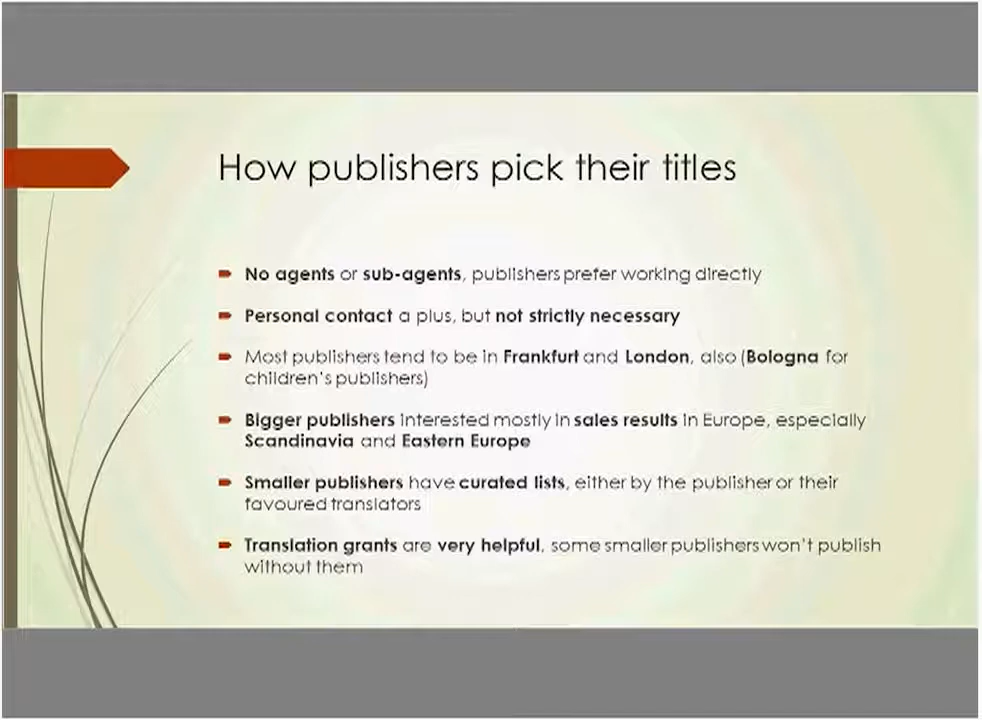 How publishers pick their titles
No agents or sub-agents, publishers prefer working directly
Personal contact a plus, but not strictly necessary
Most publishers tend to be in Frankfurt and London, also (Bologna for
children's publishers)
Bigger publishers interested mostly in sales results in Europe, especially
Scandinavia and Eastern Europe
Smaller publishers have curated lists, either by the publisher or their
favoured translators
Translation grants are very helpful, some smaller publishers won't publish
without them